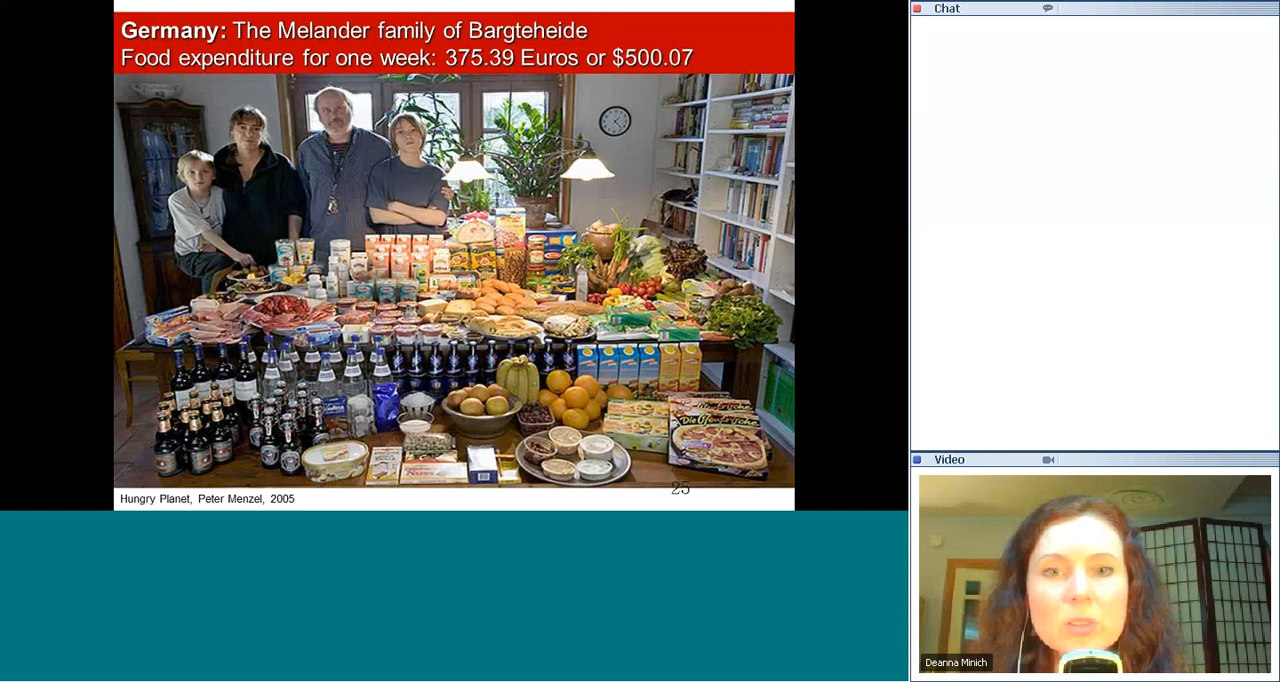 Germany: The Melander family of Bargteheide
Food expenditure for one week: 375.39 Euros or $500.07
Die Ofenfrische
Hungry Planet, Peter Menzel, 2005
25
Chat
Video
Deanna Minich